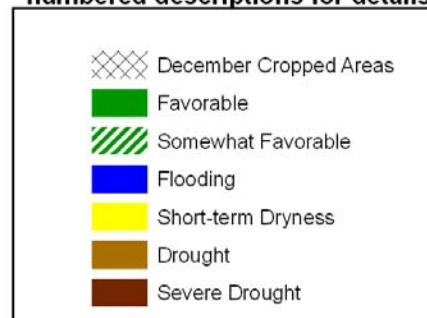 numbered descriptions for details
December Cropped Areas
Favorable
Somewhat Favorable
Flooding
Short-term Dryness
Drought
Severe Drought